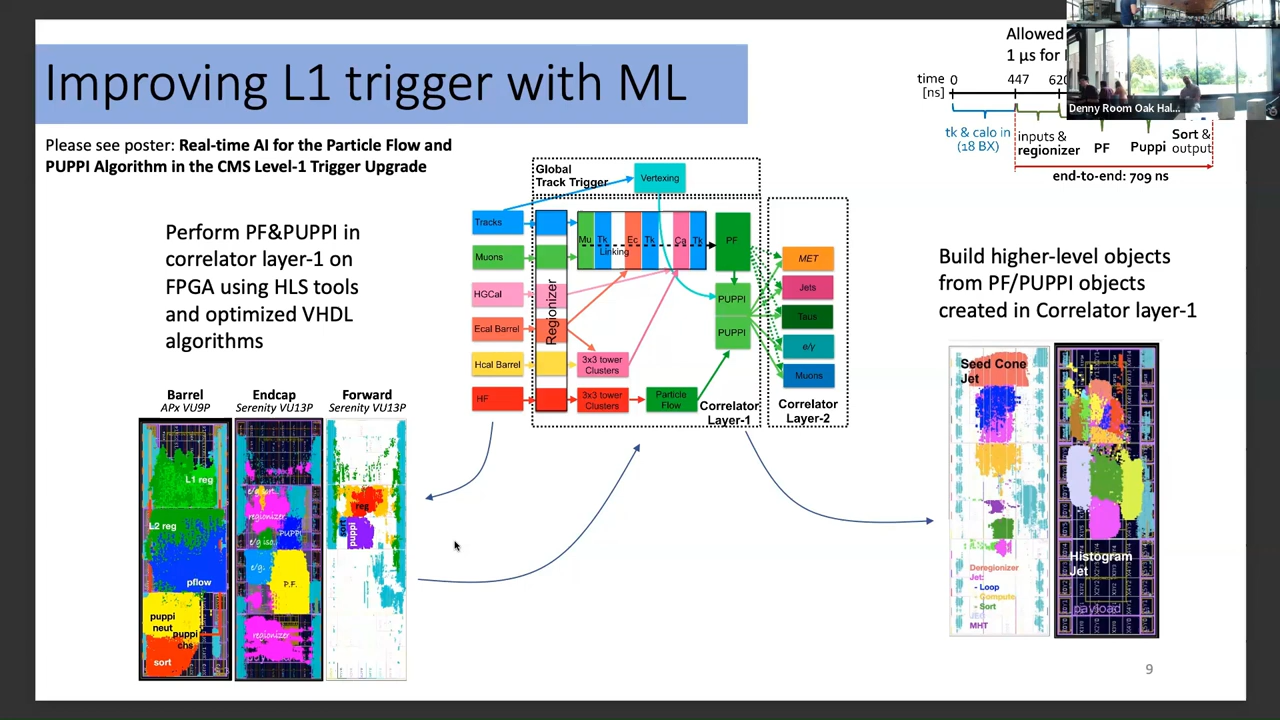 Improving L1 trigger with ML
Please see poster: Real-time AI for the Particle Flow and
PUPPI Algorithm in the CMS Level-1 Trigger Upgrade
Allowed
1 µs for
time
[ns]
0
447
Denny Room Oak Hal...
tk & calo in
(18 BX)
inputs &
regionizer
PF
Puppi
Sort &
output
end-to-end: 709 ns
Perform PF&PUPPI in
correlator layer-1 on
FPGA using HLS tools
and optimized VHDL
algorithms
Global
Track Trigger
Vertexing
Tracks
Muons
HGCal
Ecal Barrel
Hcal Barrel
HF
Regionizer
Mu Tk Ec Tk Ca Tk
Linking
PF
PUPPI
PUPPI
3x3 tower
Clusters
3x3 tower
Clusters
Particle
Flow
Correlator
Layer-1
MET
Jets
Taus
e/γ
Muons
Correlator
Layer-2
Build higher-level objects
from PF/PUPPI objects
created in Correlator layer-1
Barrel
APx VU9P
Endcap
Serenity VU13P
Forward
Serenity VU13P
L1 reg
L2 reg
pflow
puppi
neut
puppi
chs
sort
e/g sort
regionizer
PUPPI
e/g iso.
e/g.
P.F.
regionizer
reg
sort
puppi
Seed Cone
Jet
Deregionizer
Jet:
- Loop
- Compute
- Sort
MHT
Histogram
Jet
payload
9